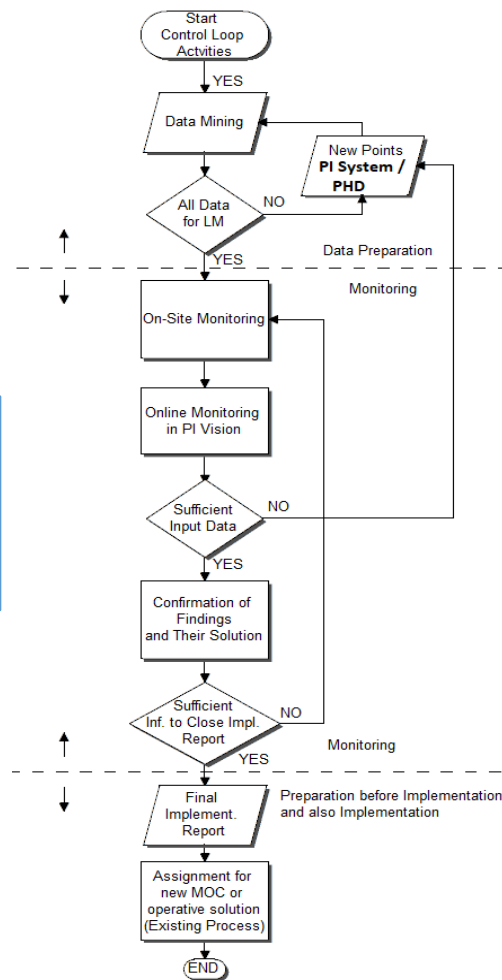 Start
Control Loop
Actvities
YES
Data Mining
New Points
PI System /
PHD
All Data
for LM
NO
YES
Data Preparation
Monitoring
On-Site Monitoring
Online Monitoring
in PI Vision
Sufficient
Input Data
NO
YES
Confirmation of
Findings
and Their Solution
Sufficient
Inf. to Close Impl.
Report
NO
YES
Monitoring
Final
Implement.
Report
Preparation before Implementation
and also Implementation
Assignment for
new MOC or
operative solution
(Existing Process)
END